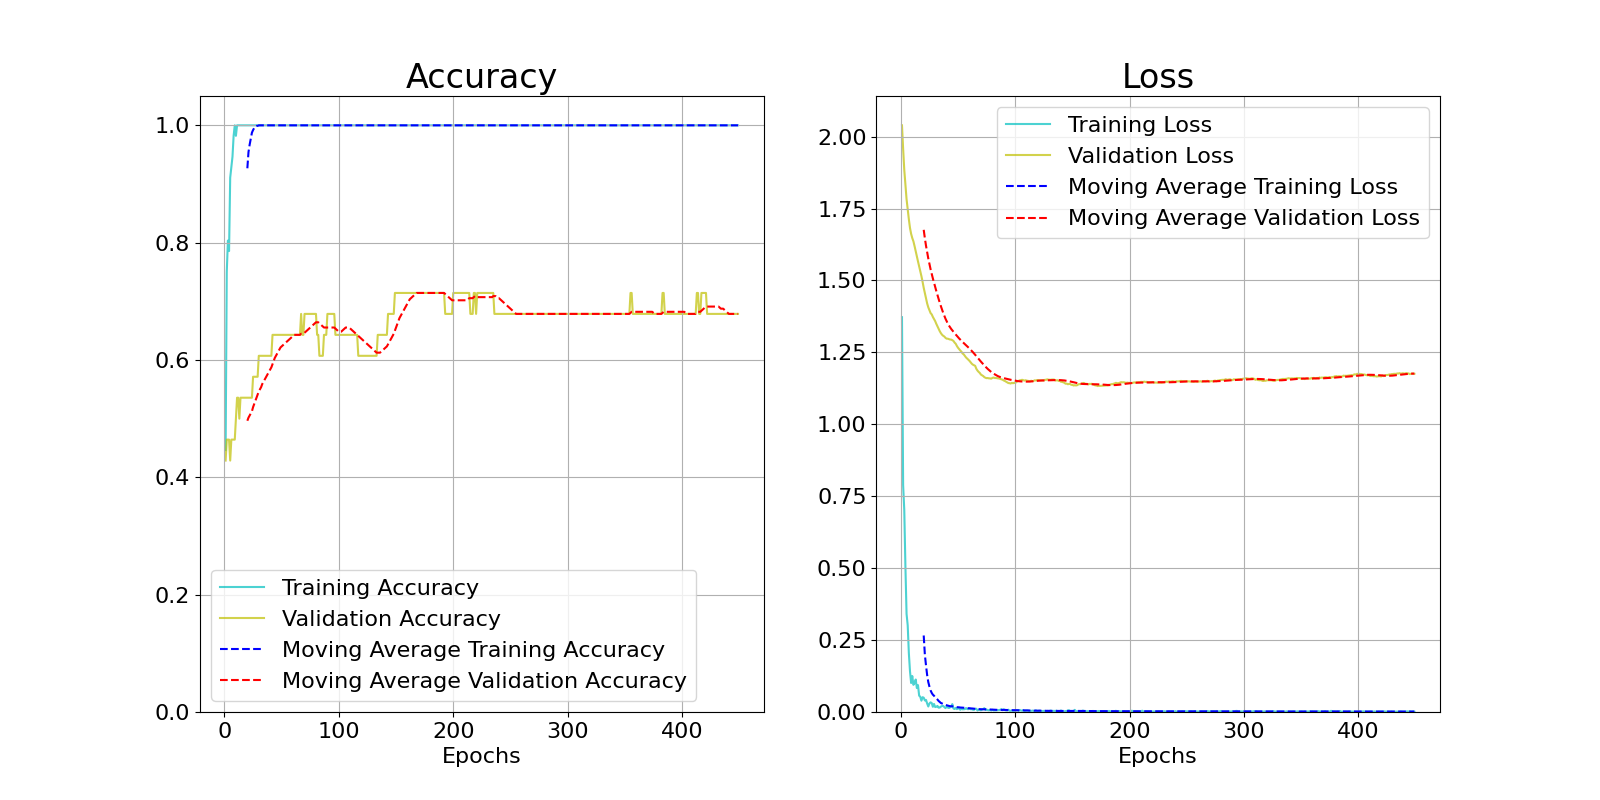 Accuracy
1.0
0.8
0.6
0.4
0.2
0.0
0 100 200 300 400
Epochs
Training Accuracy
Validation Accuracy
Moving Average Training Accuracy
Moving Average Validation Accuracy
Loss
2.00
1.75
1.50
1.25
1.00
0.75
0.50
0.25
0.00
0 100 200 300 400
Epochs
Training Loss
Validation Loss
Moving Average Training Loss
Moving Average Validation Loss